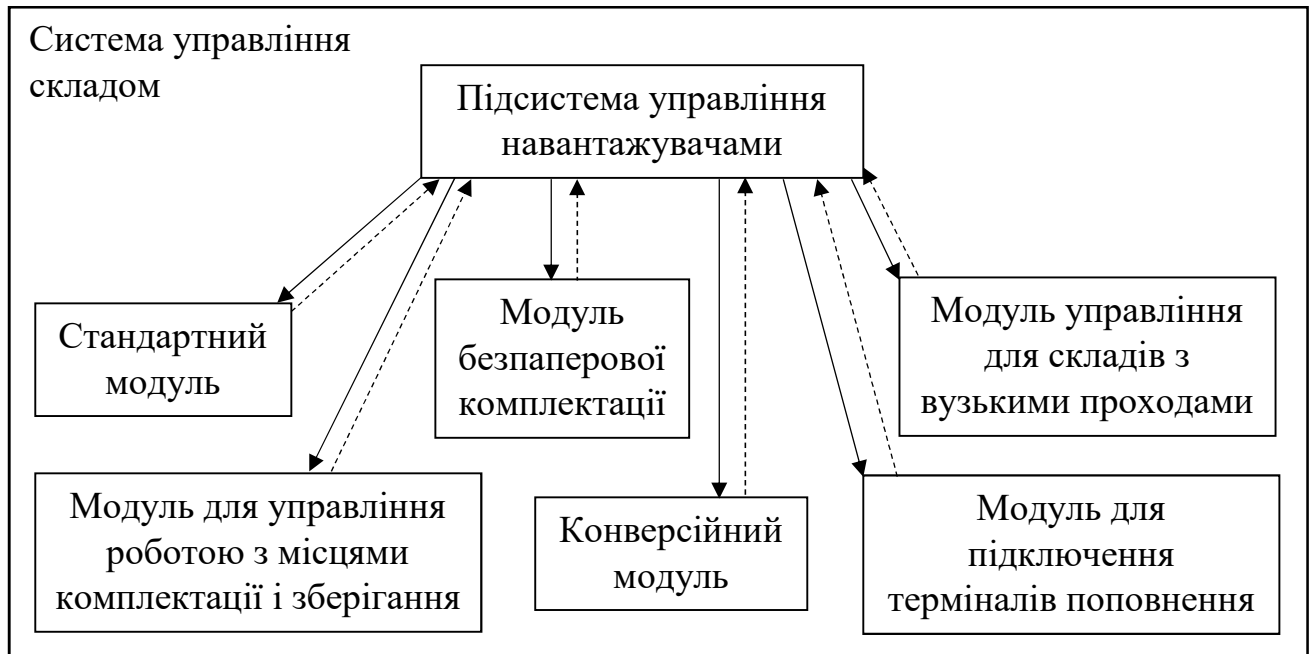 Система управління
складом
Підсистема управління
навантажувачами
Стандартний
модуль
Модуль
безпаперової
комплектації
Модуль управління
для складів з
вузькими проходами
Модуль для управління
роботою з місцями
комплектації і зберігання
Конверсійний
модуль
Модуль для
підключення
терміналів поповнення